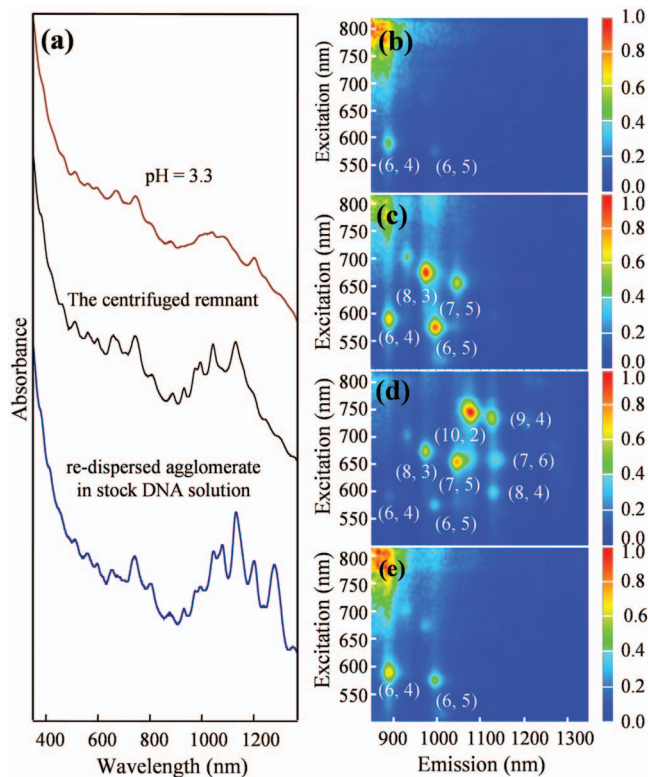 (a)
pH = 3.3
The centrifuged remnant
re-dispersed agglomerate
in stock DNA solution
Absorbance
400 600 800 1000 1200
Wavelength (nm)
(b)
Excitation (nm)
800
750
700
650
600
550
(6, 4) (6, 5)
1.0
0.8
0.6
0.4
0.2
0.0
(c)
Excitation (nm)
800
750
700
650
600
550
(8, 3) (7, 5)
(6, 4) (6, 5)
1.0
0.8
0.6
0.4
0.2
0.0
(d)
Excitation (nm)
800
750
700
650
600
550
(9, 4)
(10, 2)
(8, 3) (7, 6)
(7, 5)
(8, 4)
(6, 4) (6, 5)
1.0
0.8
0.6
0.4
0.2
0.0
(e)
Excitation (nm)
800
750
700
650
600
550
(6, 4) (6, 5)
1.0
0.8
0.6
0.4
0.2
0.0
900 1000 1100 1200 1300
Emission (nm)